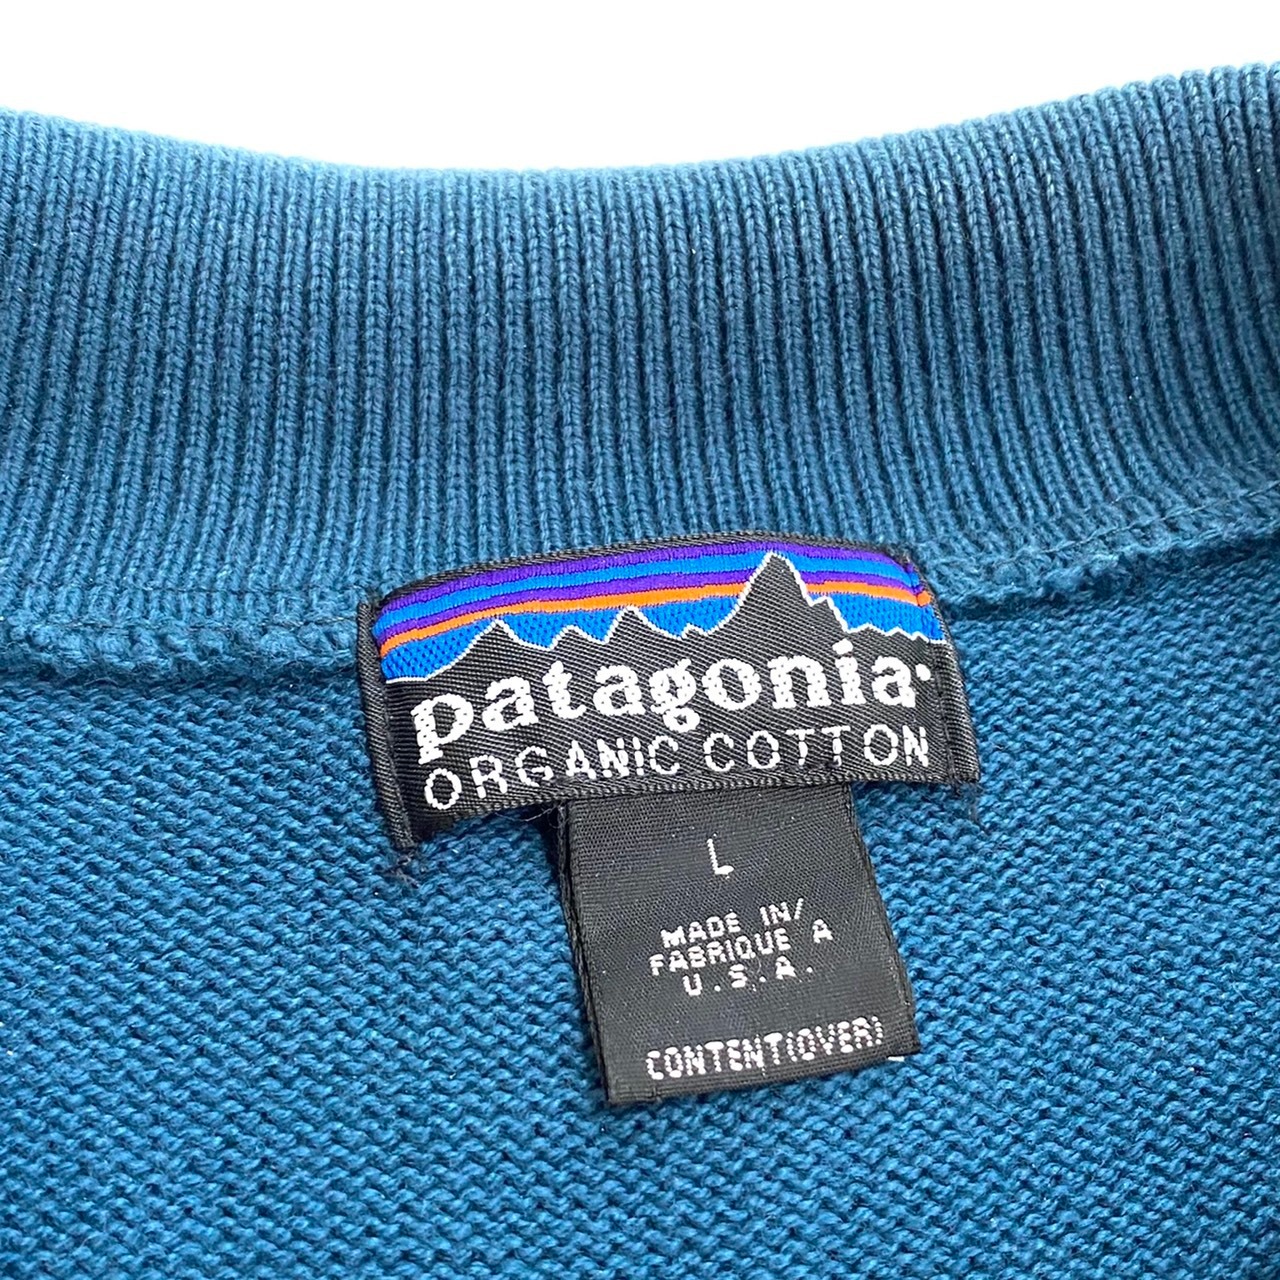 patagonia®
ORGANIC COTTON
L
MADE IN/
FABRIQUE A
U.S.A.
CONTENT(OVER)